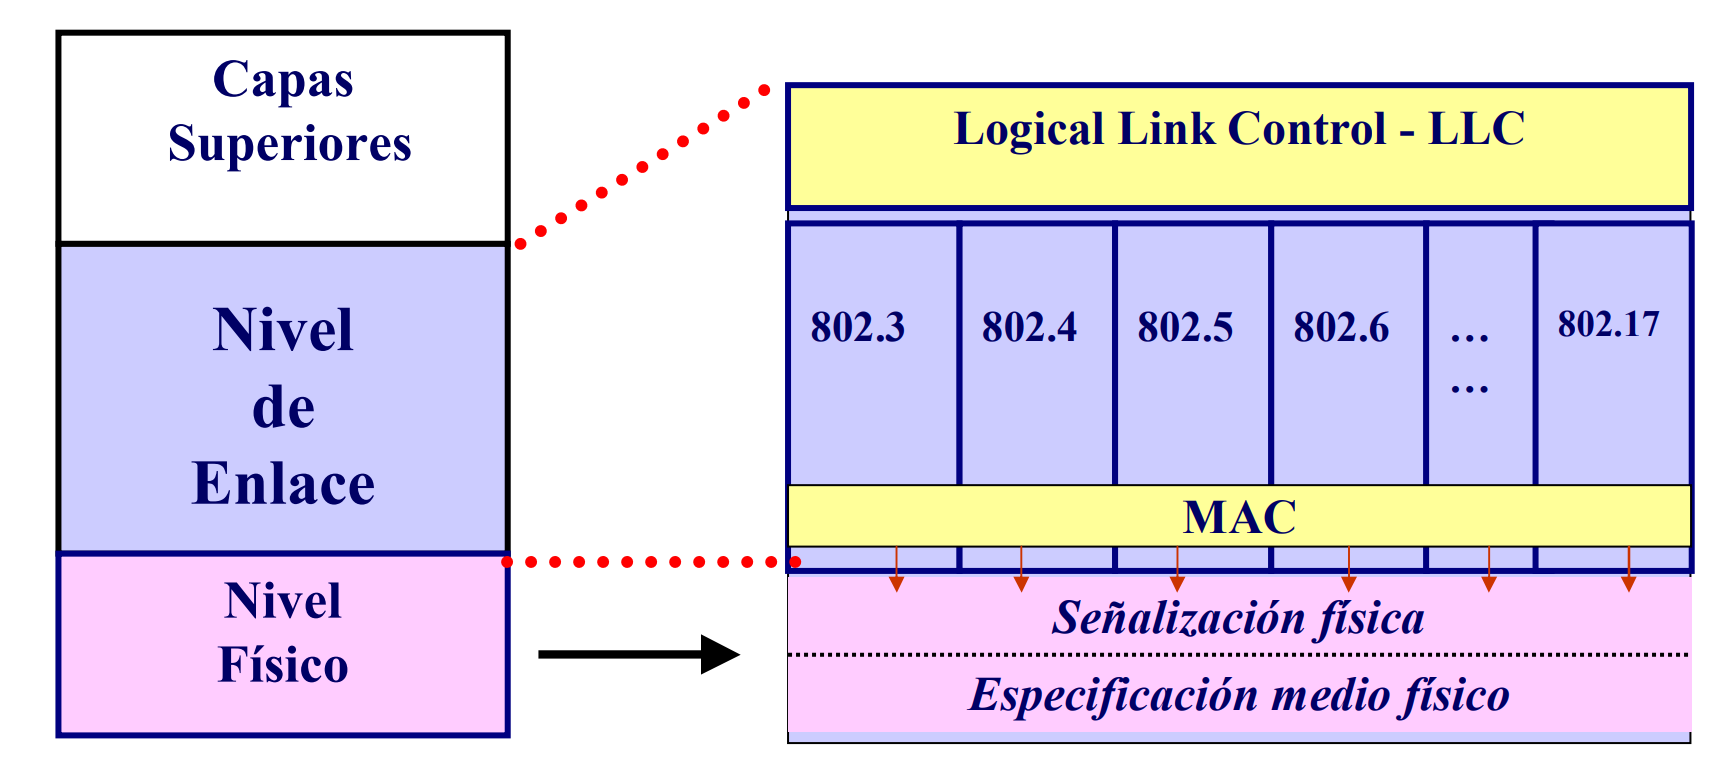 Capas
Superiores
Nivel
de
Enlace
Nivel
Físico
Logical Link Control - LLC
802.3
802.4
802.5
802.6
…
…
802.17
MAC
Señalización física
Especificación medio físico